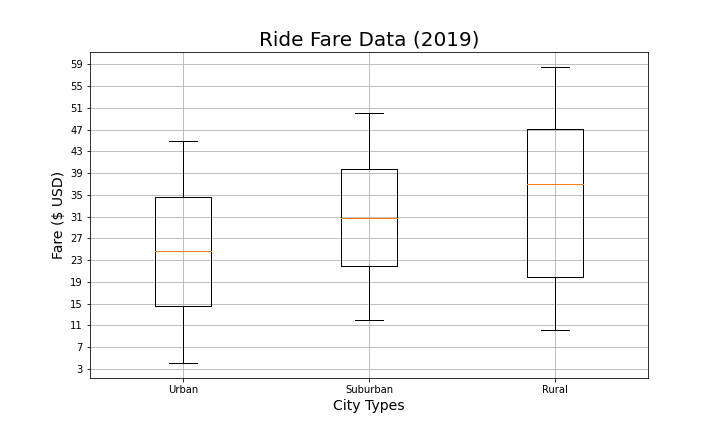 Ride Fare Data (2019)
59
55
51
47
43
39
35
31
27
23
19
15
11
7
3
Fare ($ USD)
Urban
Suburban
Rural
City Types